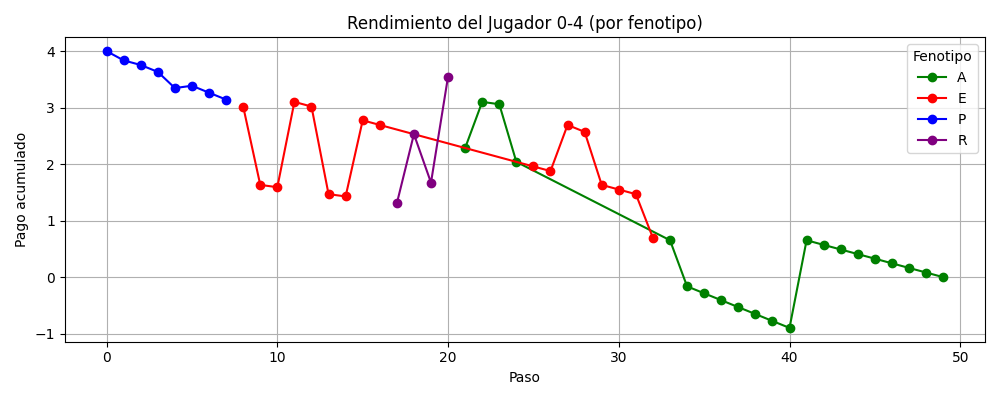 Rendimiento del Jugador 0-4 (por fenotipo)
Pago acumulado
4
3
2
1
0
−1
Fenotipo
A
E
P
R
0 10 20 30 40 50
Paso